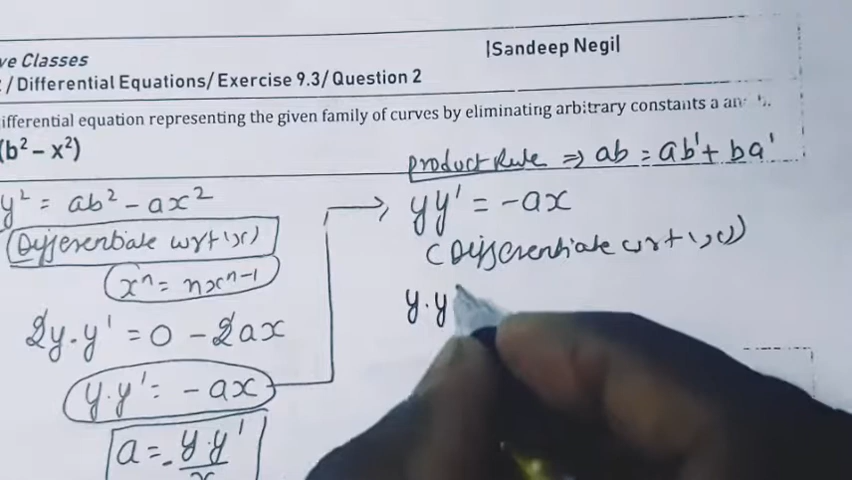 ve Classes
|Sandeep Negi|
/ Differential Equations/ Exercise 9.3/ Question 2
ifferential equation representing the given family of curves by eliminating arbitrary constants a an
(b² – x²)
Product Rule ⇒ ab = ab' + ba'
y² = ab² - ax²
(Differentiate wrt 'x')
xⁿ = nxⁿ⁻¹
2y·y' = 0 - 2ax
y·y' = -ax
a = - y·y' / x
yy' = -ax
(Differentiate wrt 'x')
y·y